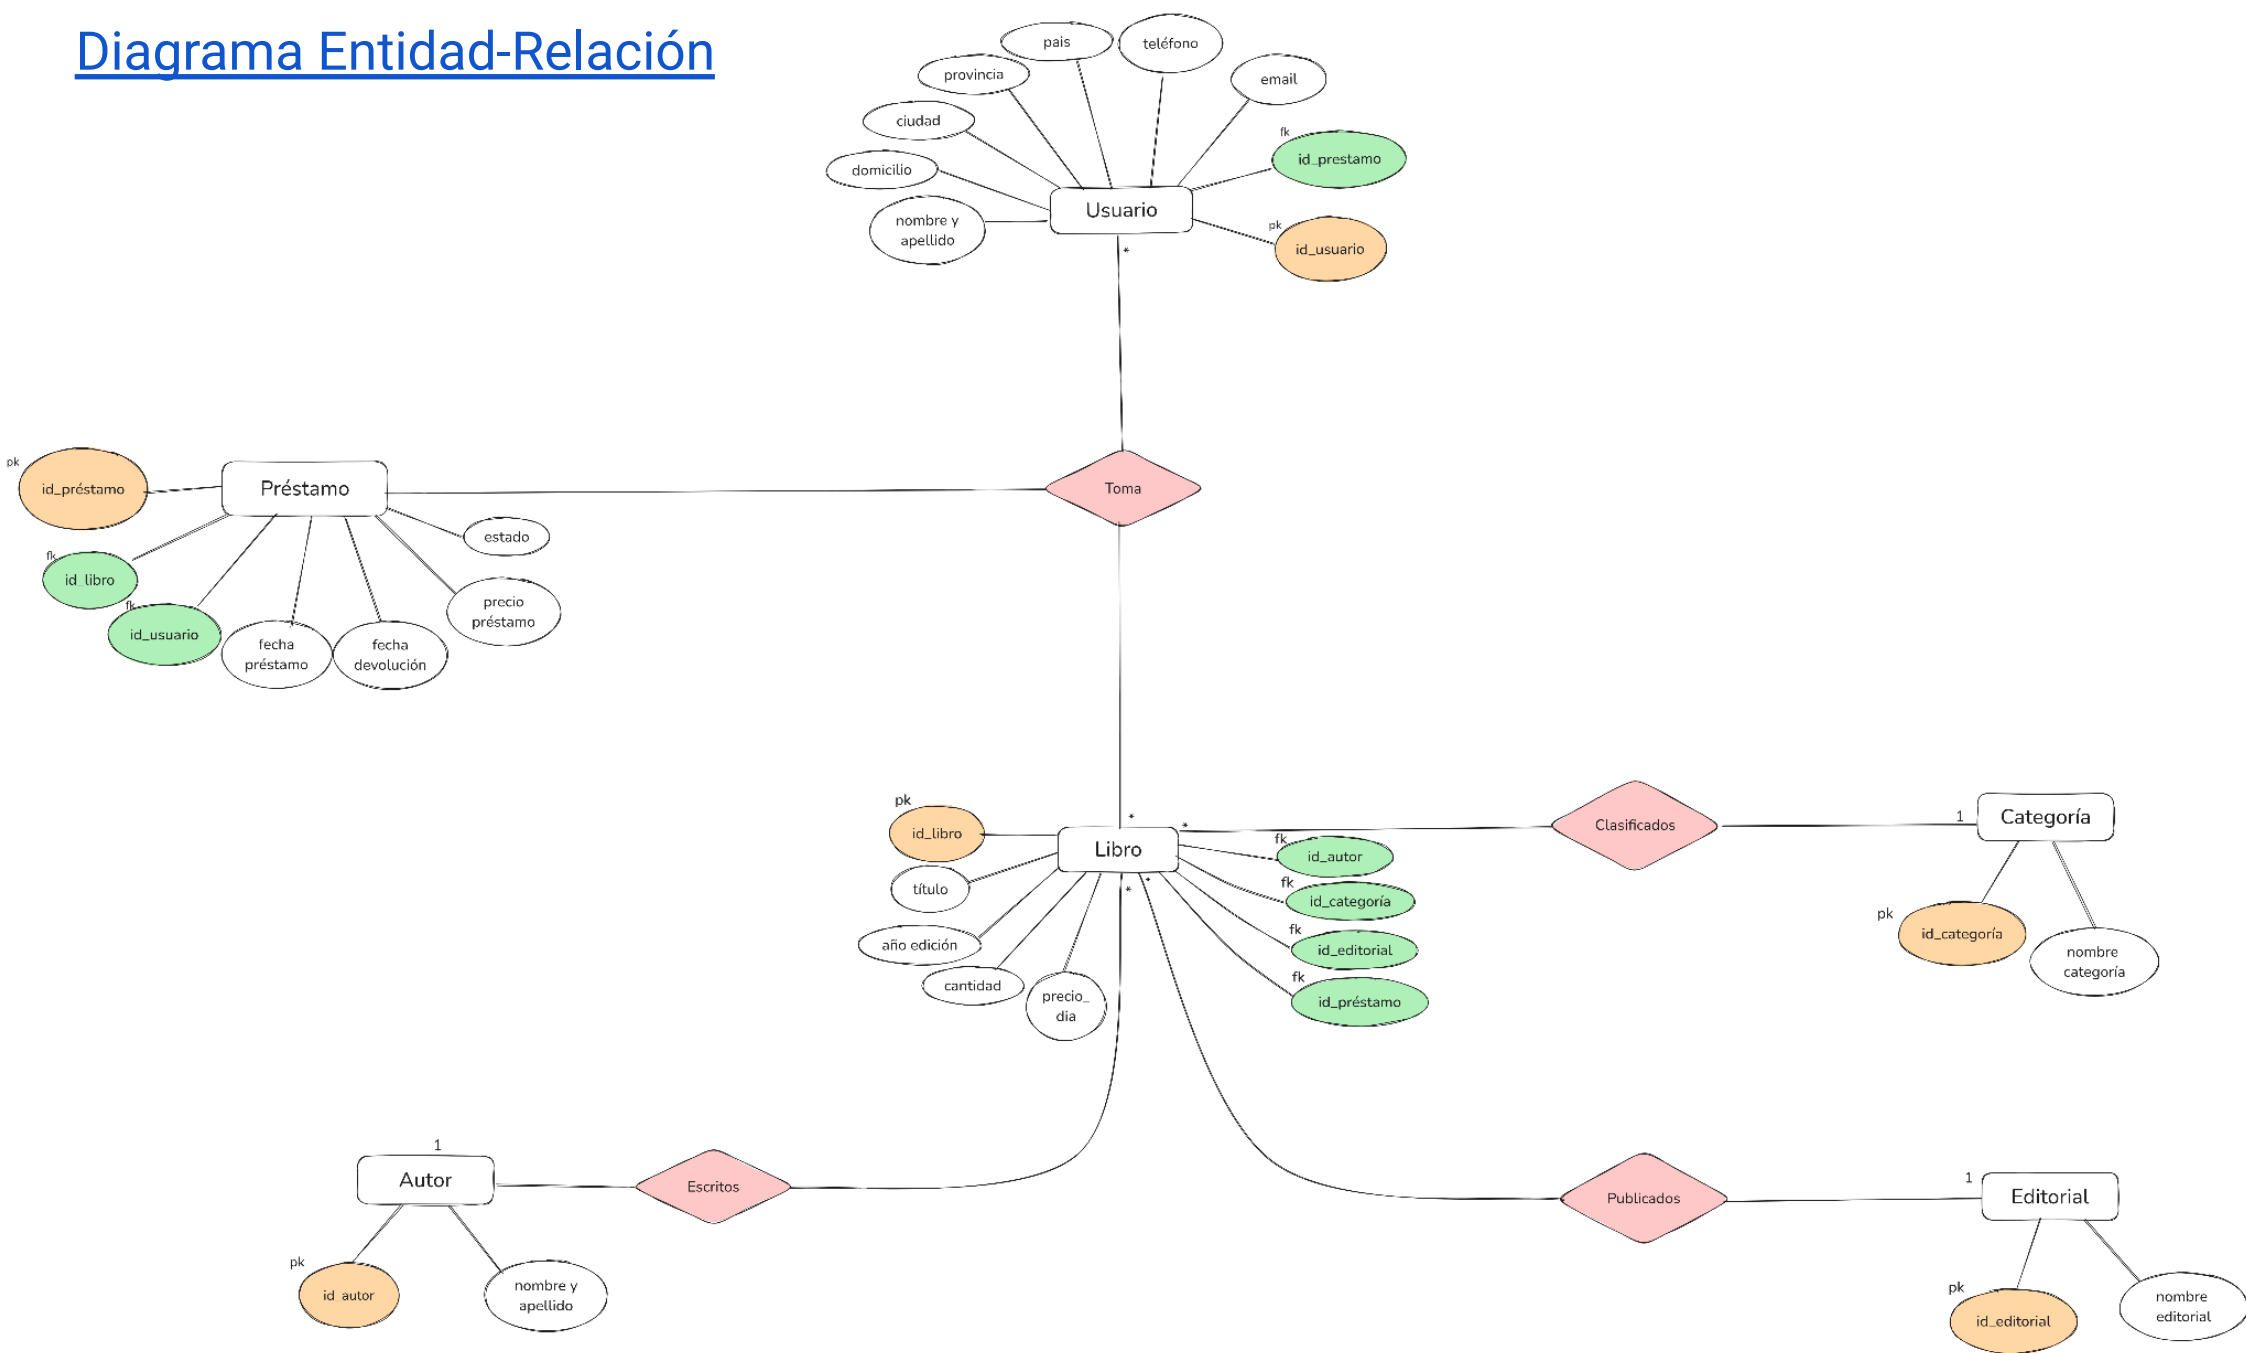 Diagrama Entidad-Relación
pais
teléfono
provincia
email
ciudad
fk
id_prestamo
domicilio
Usuario
nombre y
apellido
pk
id_usuario
*
pk
id_préstamo
Préstamo
Toma
estado
fk
id_libro
precio
préstamo
fk
id_usuario
fecha
préstamo
fecha
devolución
pk
id_libro
*
*
Libro
Clasificados
1
Categoría
fk
id_autor
título
*
*
fk
id_categoría
año edición
fk
id_editorial
cantidad
precio_
dia
fk
id_préstamo
pk
id_categoría
nombre
categoría
1
Autor
Escritos
Publicados
1
Editorial
pk
id_autor
nombre y
apellido
pk
id_editorial
nombre
editorial